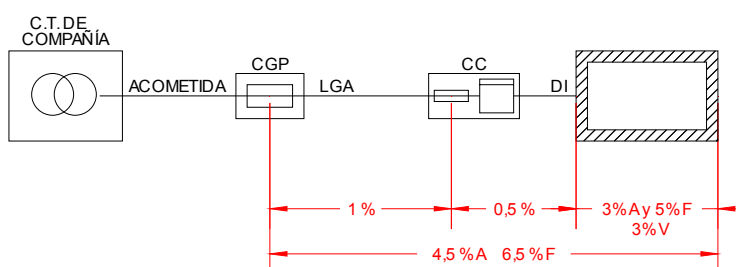 C.T. DE
COMPAÑÍA
ACOMETIDA
CGP
LGA
CC
DI
1 %
0,5 %
3%A y 5%F
3%V
4,5%A 6,5%F